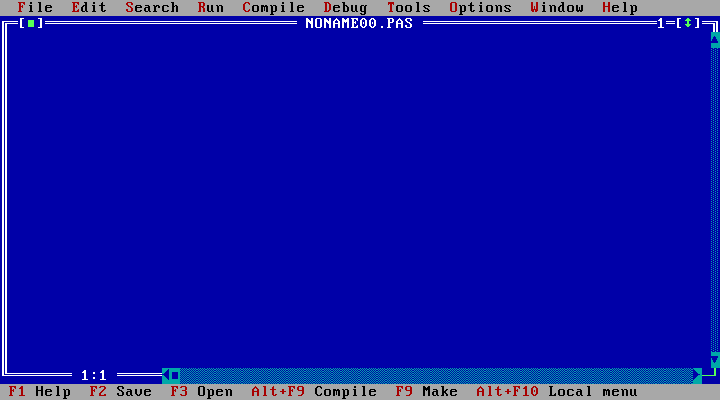 File Edit Search Run Compile Debug Tools Options Window Help
[■] NONAME00.PAS 1=[↕]
1:1
F1 Help F2 Save F3 Open Alt+F9 Compile F9 Make Alt+F10 Local menu